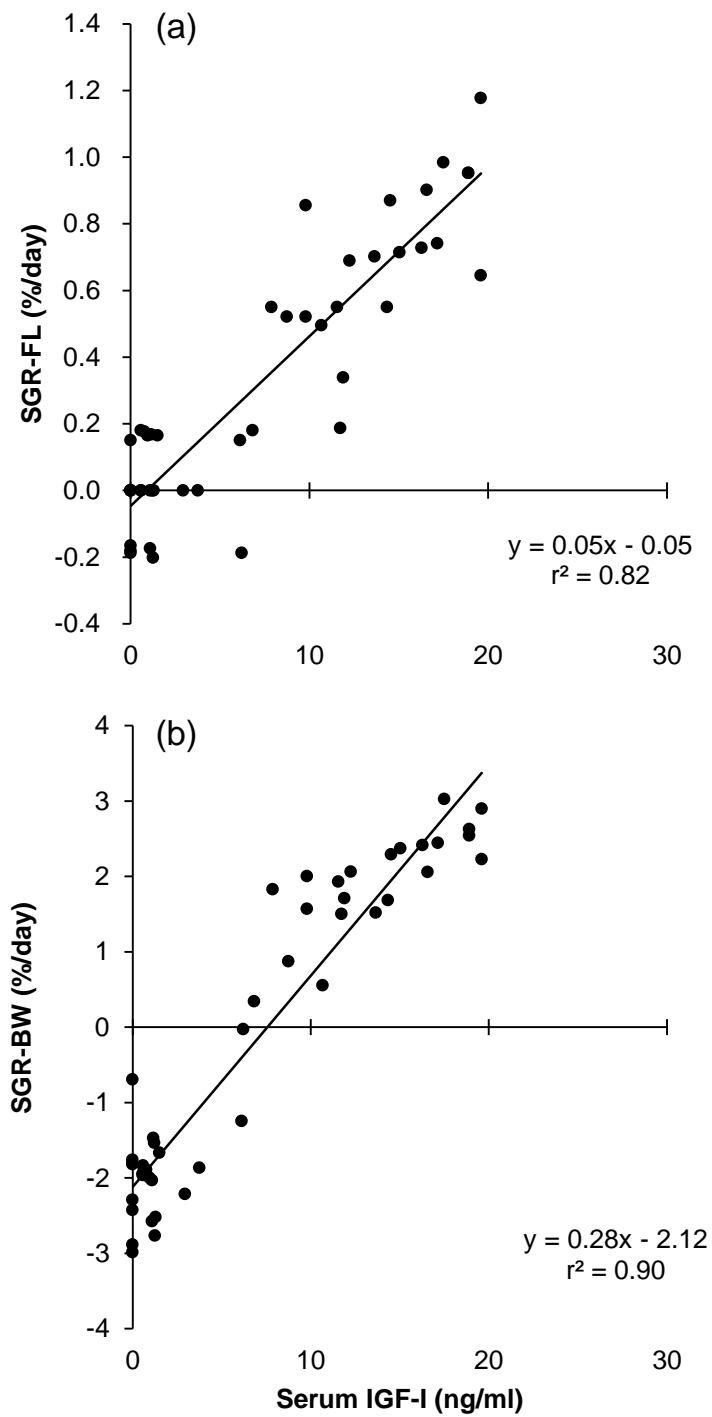 (a)
1.4
1.2
1.0
0.8
0.6
0.4
0.2
0.0
-0.2
-0.4
SGR-FL (%/day)
y = 0.05x - 0.05
r² = 0.82
0 10 20 30
(b)
4
3
2
1
0
-1
-2
-3
-4
SGR-BW (%/day)
y = 0.28x - 2.12
r² = 0.90
0 10 20 30
Serum IGF-I (ng/ml)